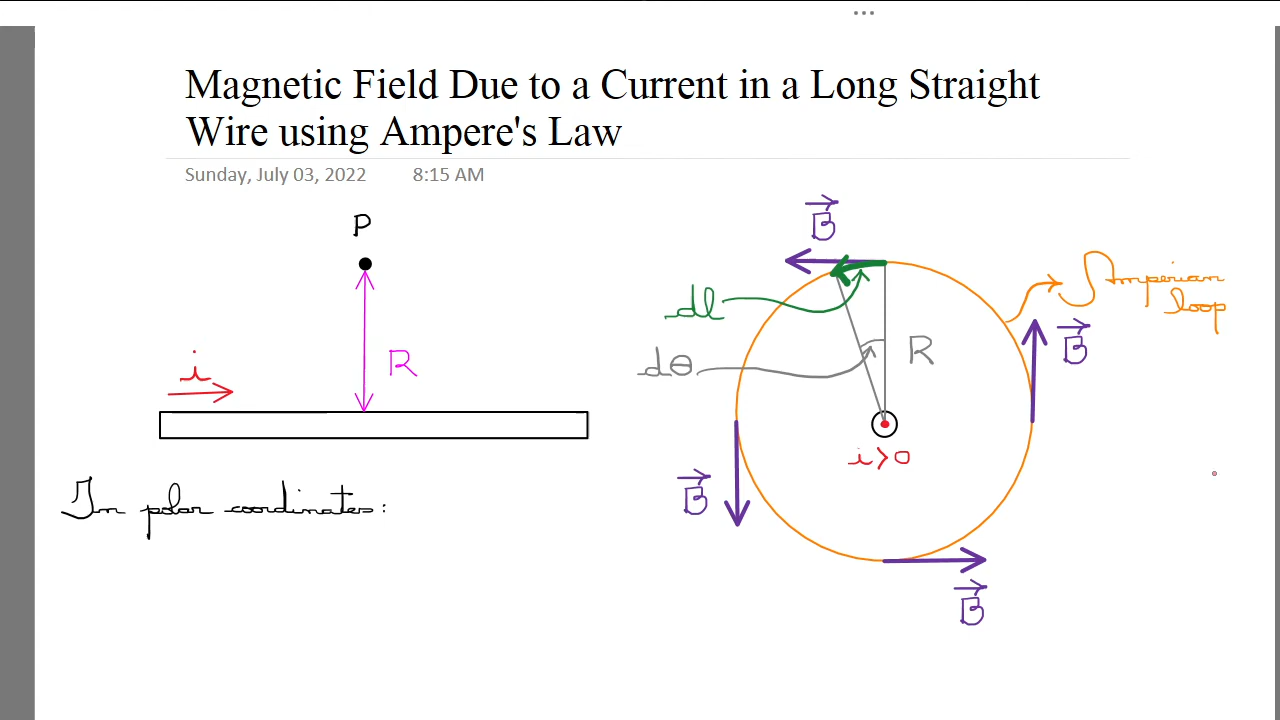 Magnetic Field Due to a Current in a Long Straight
Wire using Ampere's Law
Sunday, July 03, 2022 8:15 AM
P
R
i
In polar coordinates:
B
dl
dθ
R
i>0
Amperian
loop
B
B
B